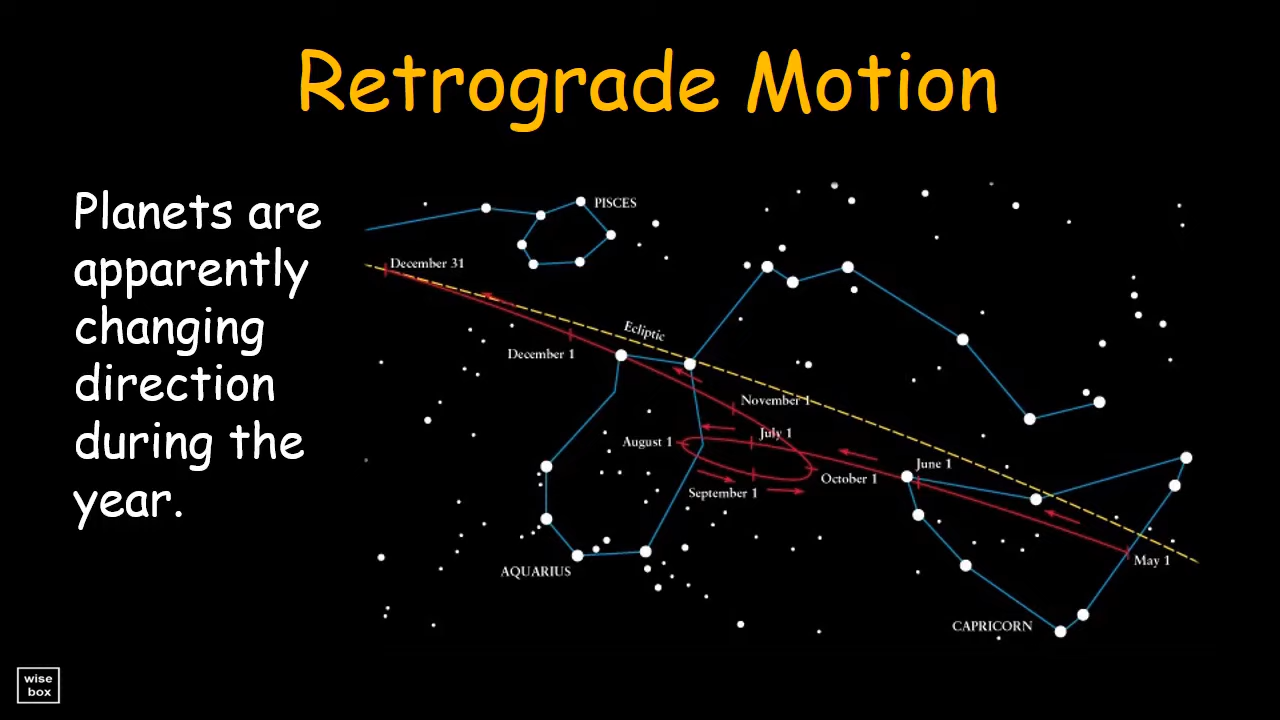 Retrograde Motion
Planets are
apparently
changing
direction
during the
year.
PISCES
December 31
Ecliptic
December 1
November 1
July 1
August 1
June 1
October 1
September 1
May 1
AQUARIUS
CAPRICORN
wise
box